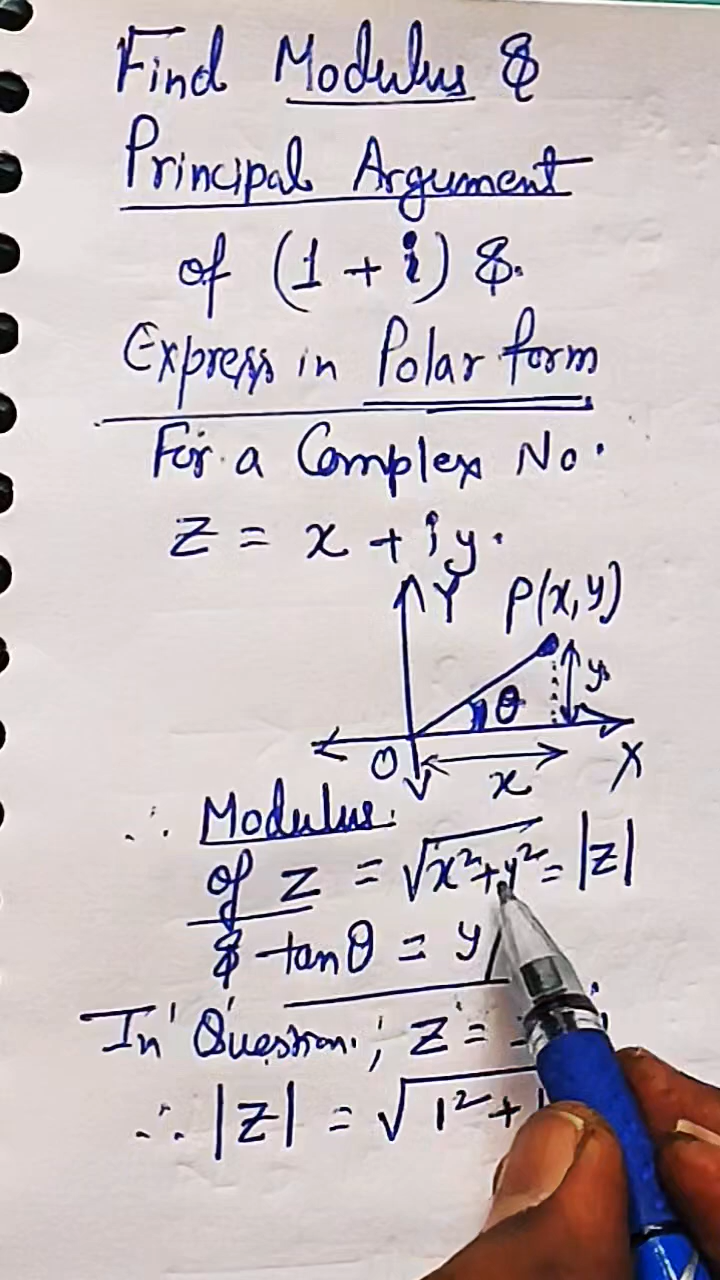 Find Modulus &
Principal Argument
of (1 + i) &.
Express in Polar form
For a Complex No.
z = x + iy.
Y P(x,y)
y
θ
O x X
∴ Modulus.
of z = √x²+y² = |z|
& tanθ = y/
In Question, z =
∴ |z| = √1²+